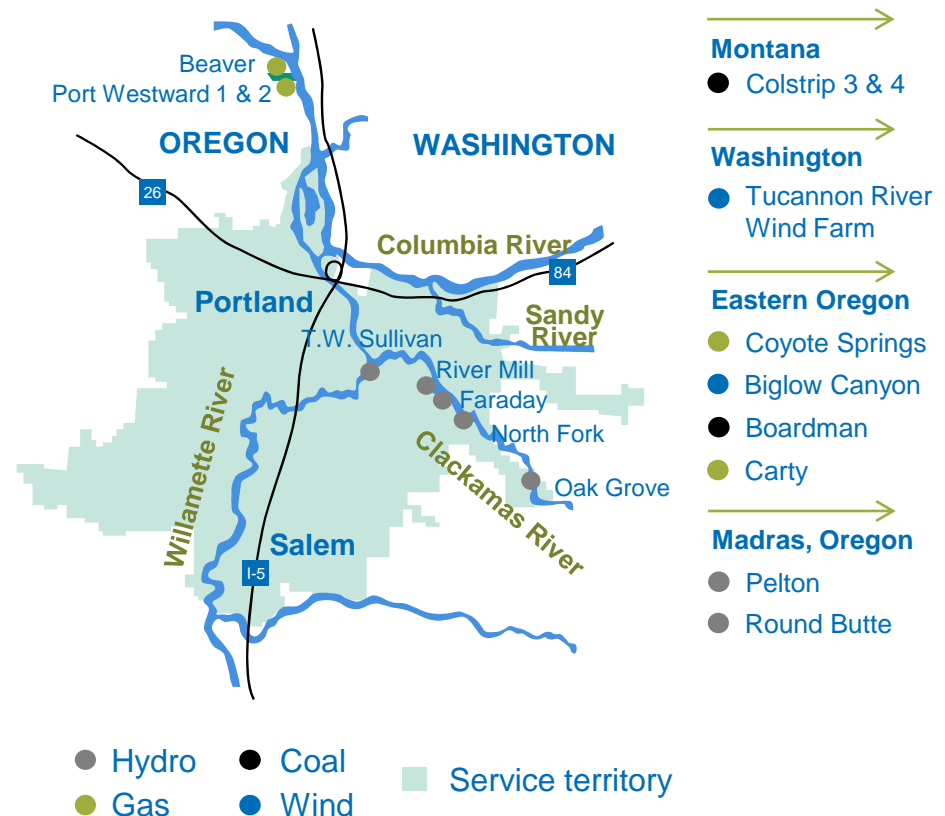 Beaver
Port Westward 1 & 2
OREGON
WASHINGTON
26
Columbia River
84
Portland
Sandy
River
T.W. Sullivan
River Mill
Faraday
North Fork
Willamette River
Clackamas River
Oak Grove
Salem
I-5
Montana
Colstrip 3 & 4
Washington
Tucannon River
Wind Farm
Eastern Oregon
Coyote Springs
Biglow Canyon
Boardman
Carty
Madras, Oregon
Pelton
Round Butte
Hydro
Coal
Service territory
Gas
Wind